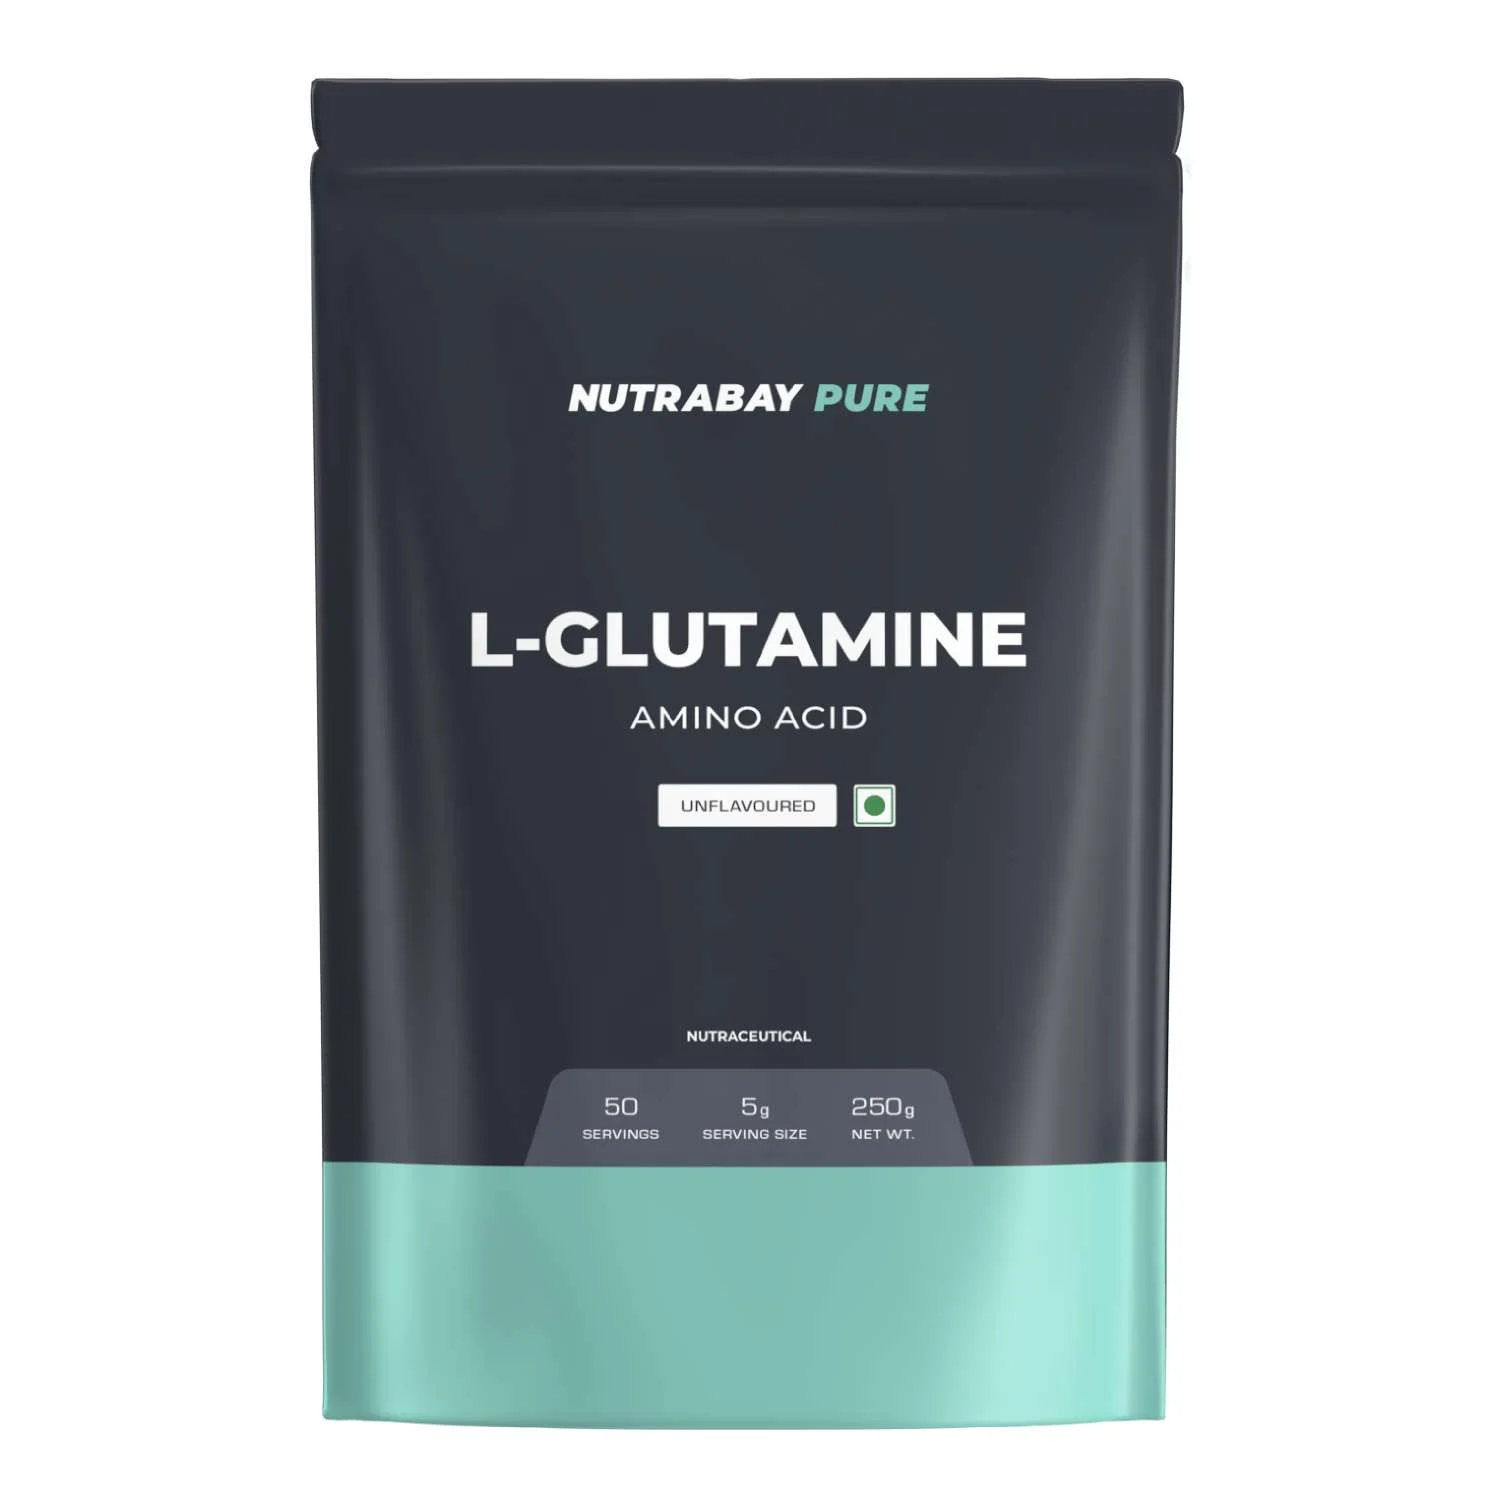 NUTRABAY PURE
L-GLUTAMINE
AMINO ACID
UNFLAVOURED
NUTRACEUTICAL
50 5g 250g
SERVINGS SERVING SIZE NET WT.